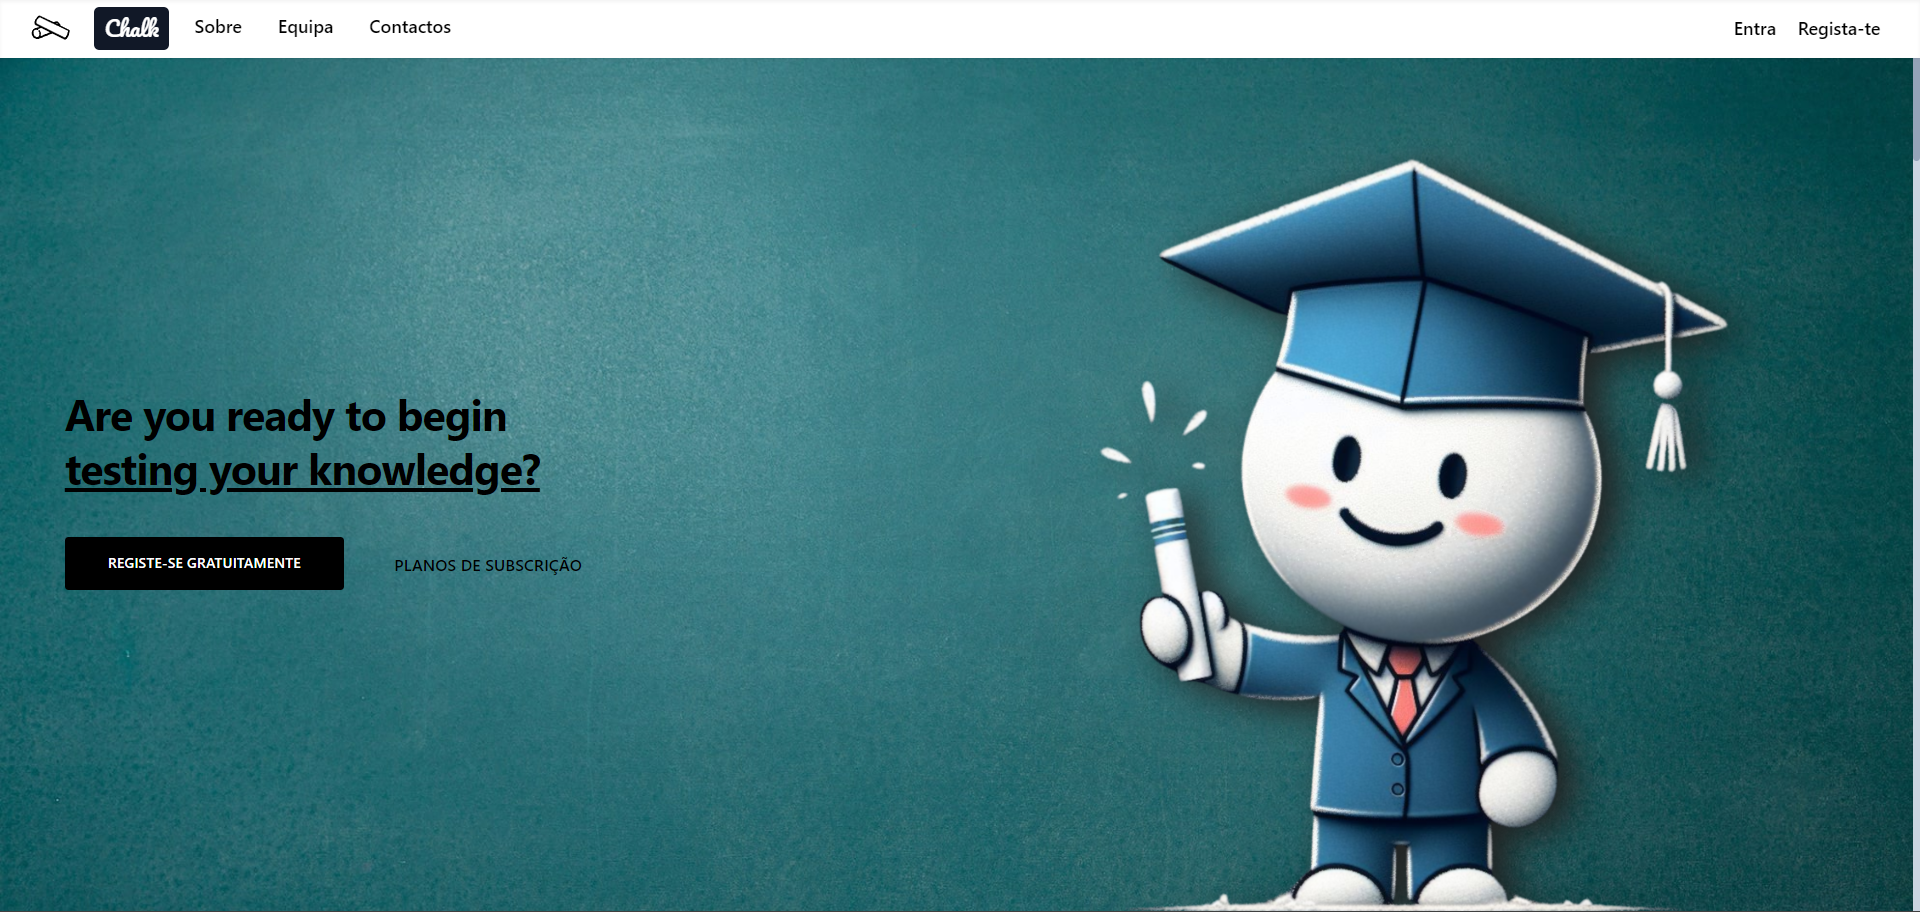 Chalk Sobre Equipa Contactos Entra Regista-te
Are you ready to begin
testing your knowledge?
REGISTE-SE GRATUITAMENTE PLANOS DE SUBSCRIÇÃO